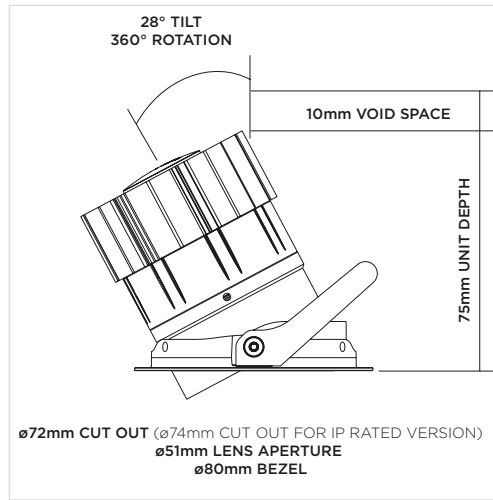 28° TILT
360° ROTATION
10mm VOID SPACE
75mm UNIT DEPTH
ø72mm CUT OUT (ø74mm CUT OUT FOR IP RATED VERSION)
ø51mm LENS APERTURE
ø80mm BEZEL